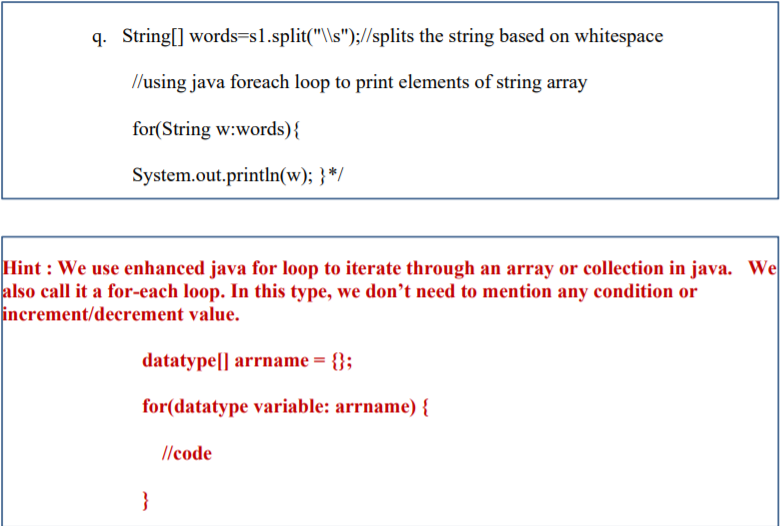 q. String[] words=s1.split("\\s");//splits the string based on whitespace
//using java foreach loop to print elements of string array
for(String w:words){
System.out.println(w); }*/
Hint : We use enhanced java for loop to iterate through an array or collection in java. We
also call it a for-each loop. In this type, we don’t need to mention any condition or
increment/decrement value.
datatype[] arrname = {};
for(datatype variable: arrname) {
//code
}